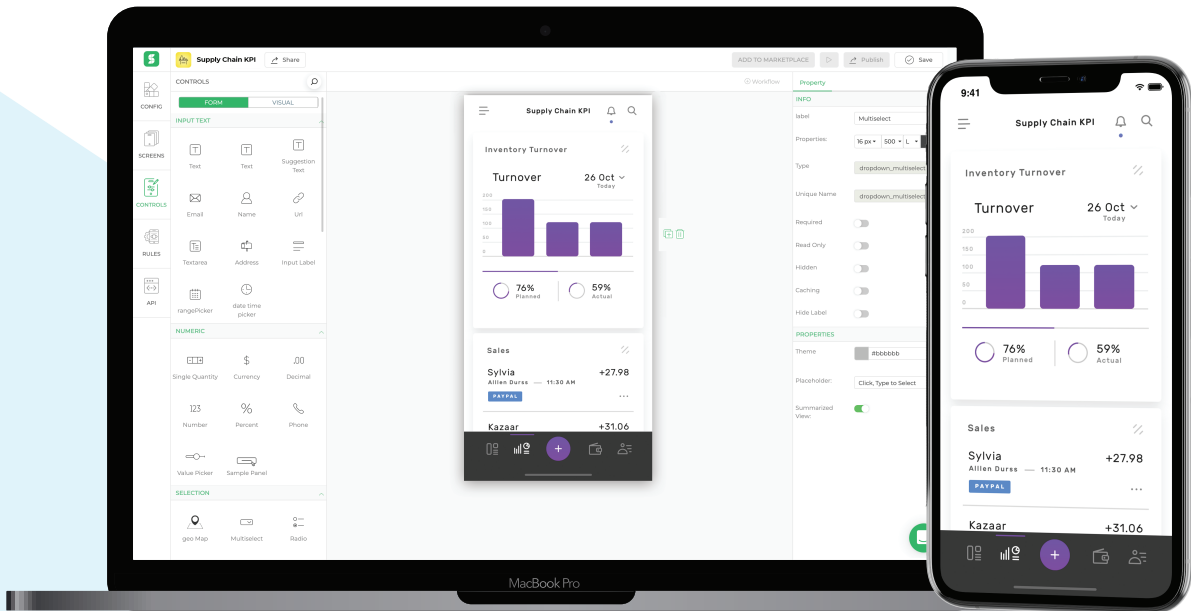 Supply Chain KPI
Share
ADD TO MARKETPLACE
Publish
Save
CONFIG
SCREENS
CONTROLS
RULES
API
CONTROLS
FORM
VISUAL
INPUT TEXT
Text
Text
Suggestion
Text
Email
Name
Url
Textarea
Address
Input Label
rangePicker
date time
picker
NUMERIC
Single Quantity
Currency
Decimal
.00
123
Number
Percent
Phone
Value Picker
Sample Panel
SELECTION
geo Map
Multiselect
Radio
Supply Chain KPI
Inventory Turnover
Turnover
26 Oct
Today
200
150
100
50
0
76%
Planned
59%
Actual
Sales
Sylvia
+27.98
Allien Durss — 11:30 AM
PAYPAL
...
Kazaar
+31.06
Workflow
Property
INFO
label
Multiselect
Properties:
16 px
500
L
Type
dropdown_multiselect
Unique Name
dropdown_multiselect
Required
Read Only
Hidden
Caching
Hide Label
PROPERTIES
Theme
#bbbbbb
Placeholder:
Click, Type to Select
Summarized
View:
MacBook Pro
9:41
Supply Chain KPI
Inventory Turnover
Turnover
26 Oct
Today
200
150
100
50
0
76%
Planned
59%
Actual
Sales
Sylvia
+27.98
Allien Durss — 11:30 AM
PAYPAL
...
Kazaar
+31.06